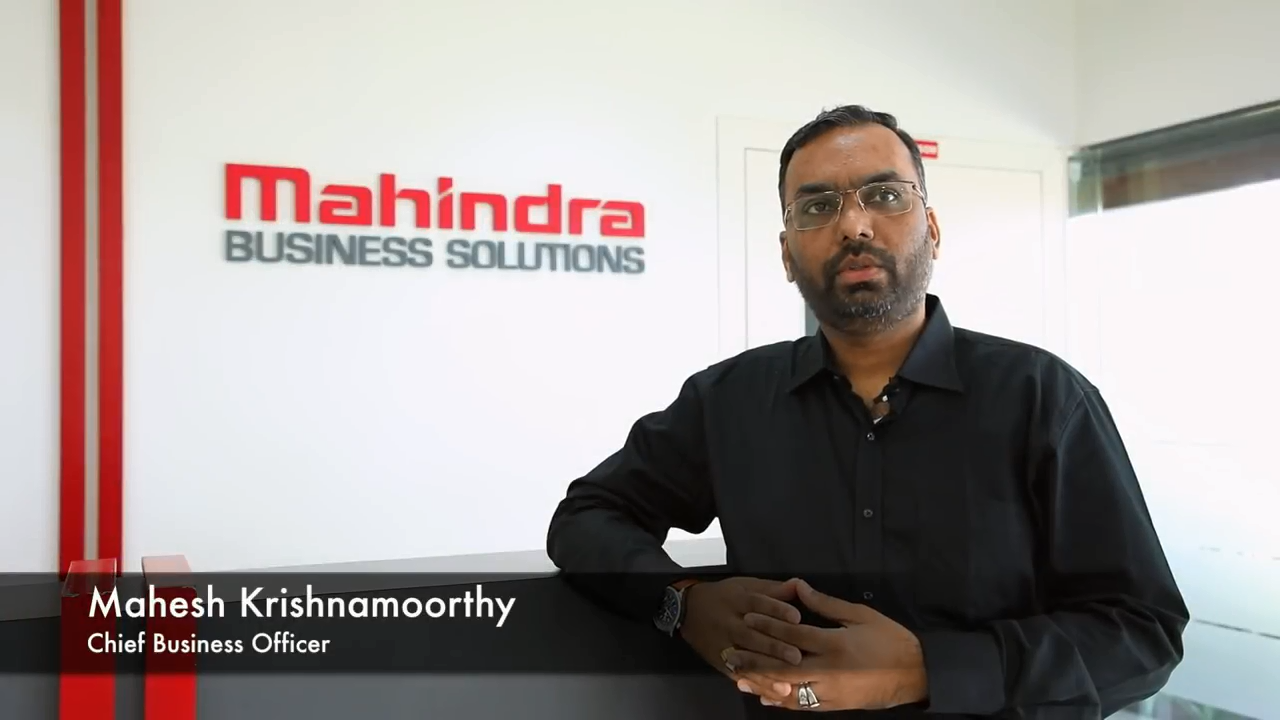 Mahindra
BUSINESS SOLUTIONS
Mahesh Krishnamoorthy
Chief Business Officer